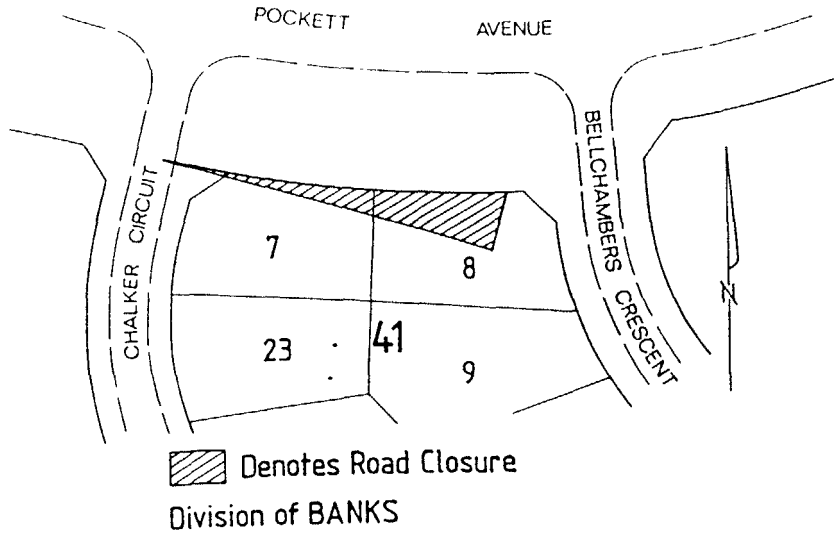 POCKETT AVENUE
CHALKER CIRCUIT
BELLCHAMBERS CRESCENT
7
8
N
23
41
9
Denotes Road Closure
Division of BANKS